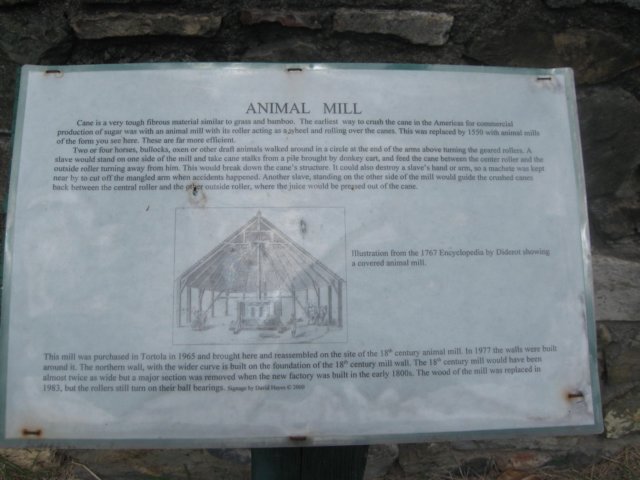 ANIMAL MILL
Cane is a very tough fibrous material similar to grass and bamboo. The earliest way to crush the cane in the Americas for commercial
production of sugar was with an animal mill with its roller acting as a wheel and rolling over the canes. This was replaced by 1550 with animal mills
of the form you see here. These are far more efficient.
Two or four horses, bullocks, oxen or other draft animals walked around in a circle at the end of the arms above turning the geared rollers. A
slave would stand on one side of the mill and take cane stalks from a pile brought by donkey cart, and feed the cane between the center roller and the
outside roller turning away from him. This would break down the cane's structure. It could also destroy a slave's hand or arm, so a machete was kept
near by to cut off the mangled arm when accidents happened. Another slave, standing on the other side of the mill would guide the crushed canes
back between the central roller and the other outside roller, where the juice would be pressed out of the cane.
Illustration from the 1767 Encyclopedia by Diderot showing
a covered animal mill.
This mill was purchased in Tortola in 1965 and brought here and reassembled on the site of the 18th century animal mill. In 1977 the walls were built
around it. The northern wall, with the wider curve is built on the foundation of the 18th century mill wall. The 18th century mill would have been
almost twice as wide but a major section was removed when the new factory was built in the early 1800s. The wood of the mill was replaced in
1983, but the rollers still turn on their ball bearings. Signage by David Hayes © 2000